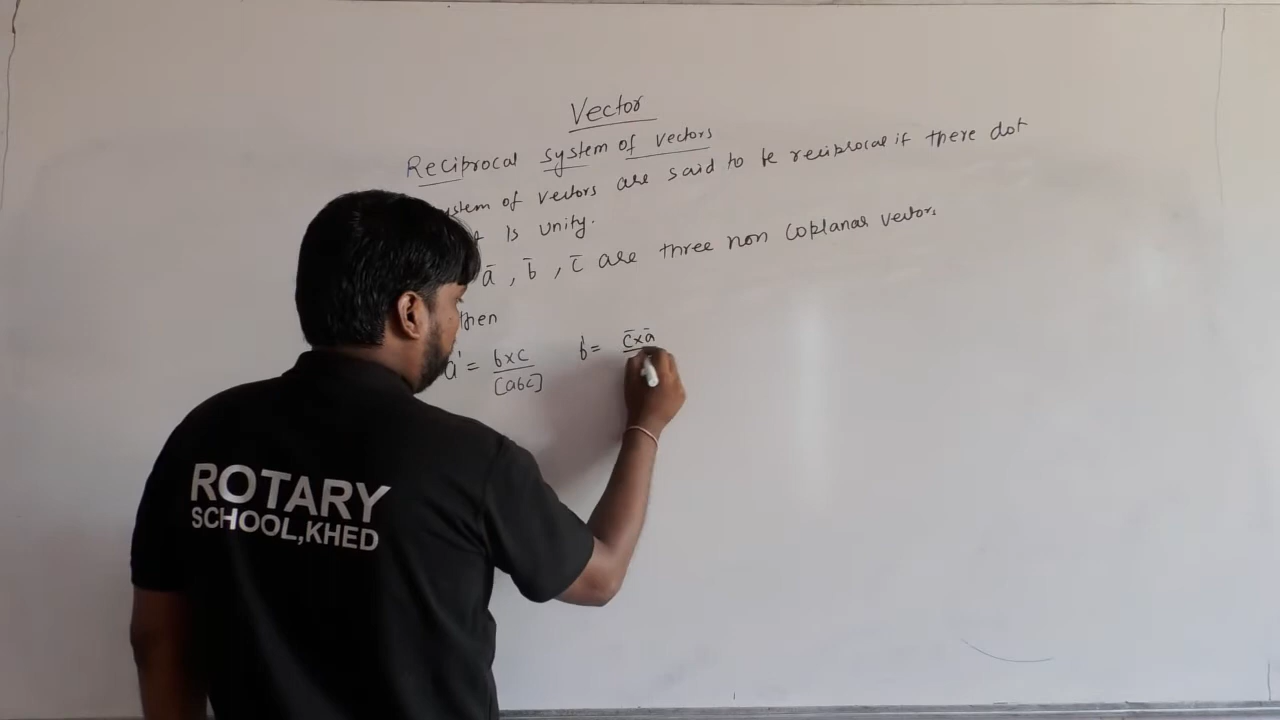 Vector
Reciprocal system of vectors
system of vectors are said to be reciprocal if there dot
is unity.
a̅ , b̅ , c̅ are three non coplanar vectors
then
a' = b×c / [abc̅] b' = c̅×a̅
ROTARY
SCHOOL,KHED